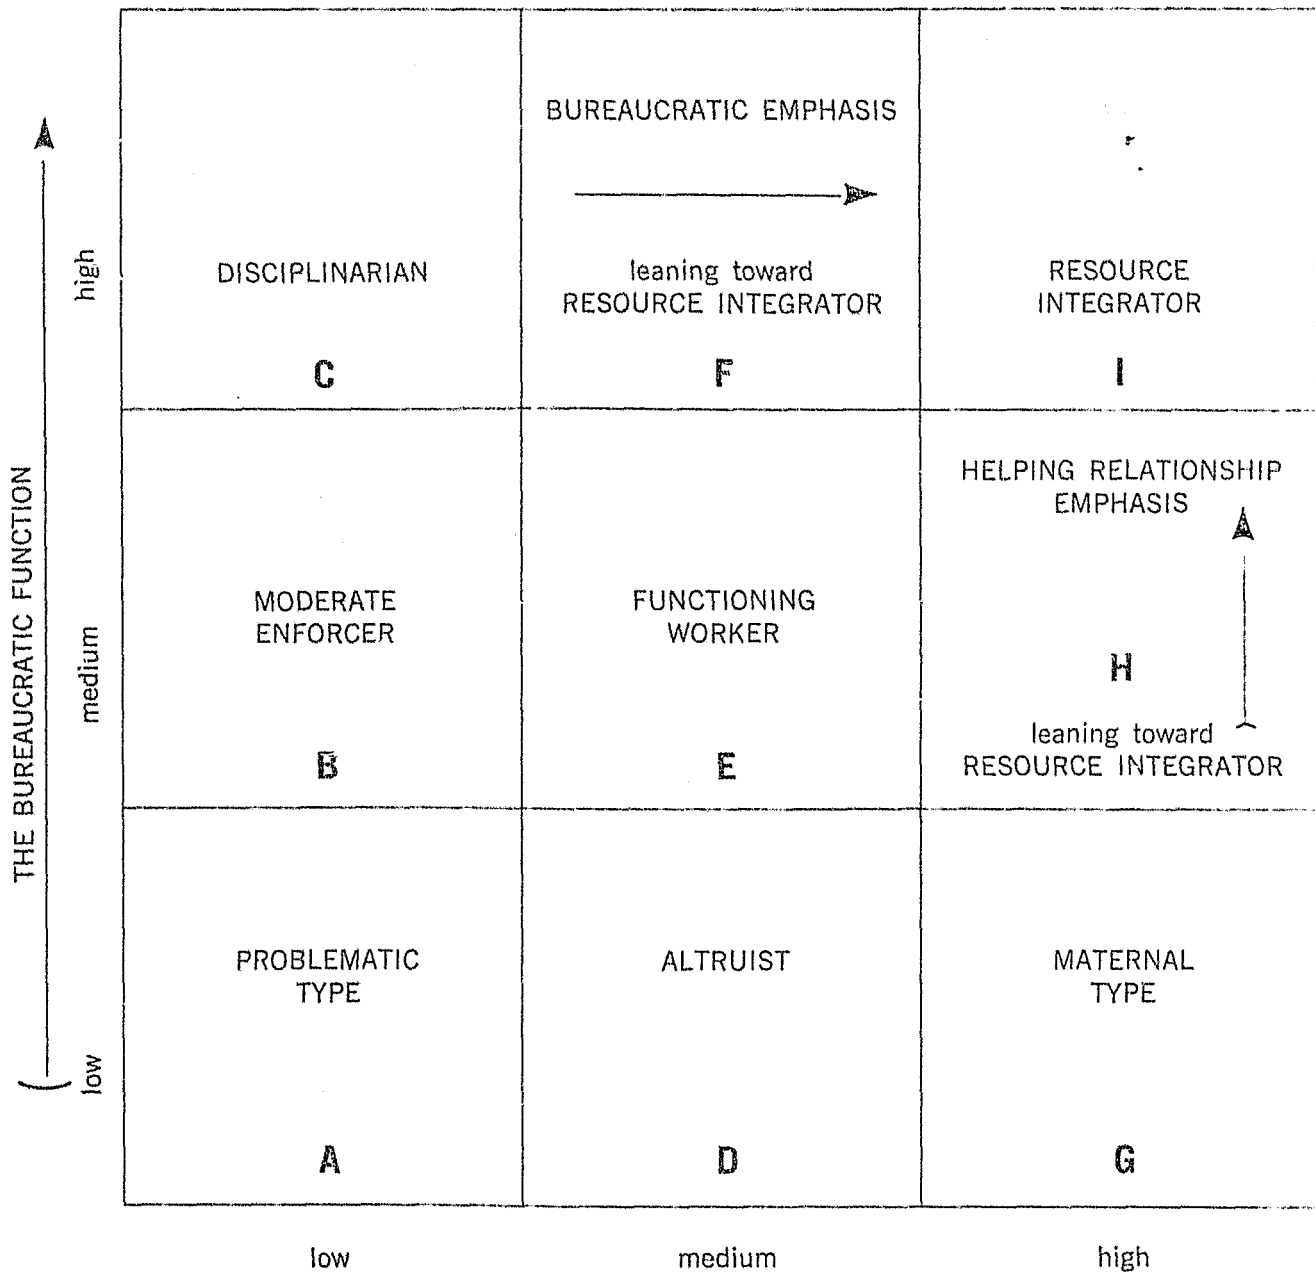 THE BUREAUCRATIC FUNCTION
high
medium
low
DISCIPLINARIAN
C
BUREAUCRATIC EMPHASIS
leaning toward
RESOURCE INTEGRATOR
F
RESOURCE
INTEGRATOR
I
MODERATE
ENFORCER
B
FUNCTIONING
WORKER
E
HELPING RELATIONSHIP
EMPHASIS
H
leaning toward
RESOURCE INTEGRATOR
PROBLEMATIC
TYPE
A
ALTRUIST
D
MATERNAL
TYPE
G
low
medium
high